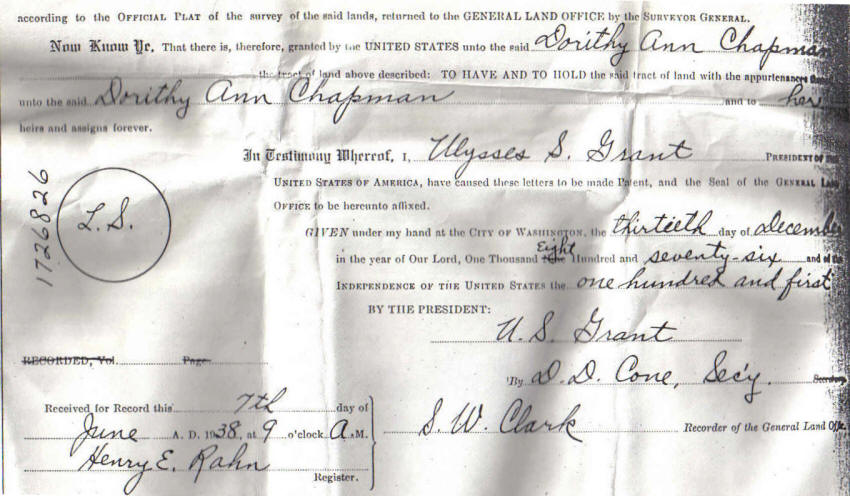 according to the Official Plat of the survey of the said lands, returned to the GENERAL LAND OFFICE by the Surveyor General.
Now Know Ye, That there is, therefore, granted by the UNITED STATES unto the said Dorithy Ann Chapman
the tract of land above described: TO HAVE AND TO HOLD the said tract of land with the appurtenances
unto the said Dorithy Ann Chapman and to her
heirs and assigns forever.
In Testimony Whereof, I, Ulysses S. Grant President of the
United States of America, have caused these letters to be made Patent, and the Seal of the General Land
Office to be hereunto affixed.
L.S.
1726826
GIVEN under my hand at the City of Washington, the thirtieth day of December
in the year of Our Lord, One Thousand Eight Hundred and seventy-six and of the
Independence of the United States the one hundred and first
BY THE PRESIDENT:
U. S. Grant
RECORDED, Vol. Page
By D. D. Cone, Sec'y. Secretary
Received for Record this 7th day of
June A. D. 1938, at 9 o'clock A.M.
S. W. Clark Recorder of the General Land Office
Henry E. Rahn
Register.